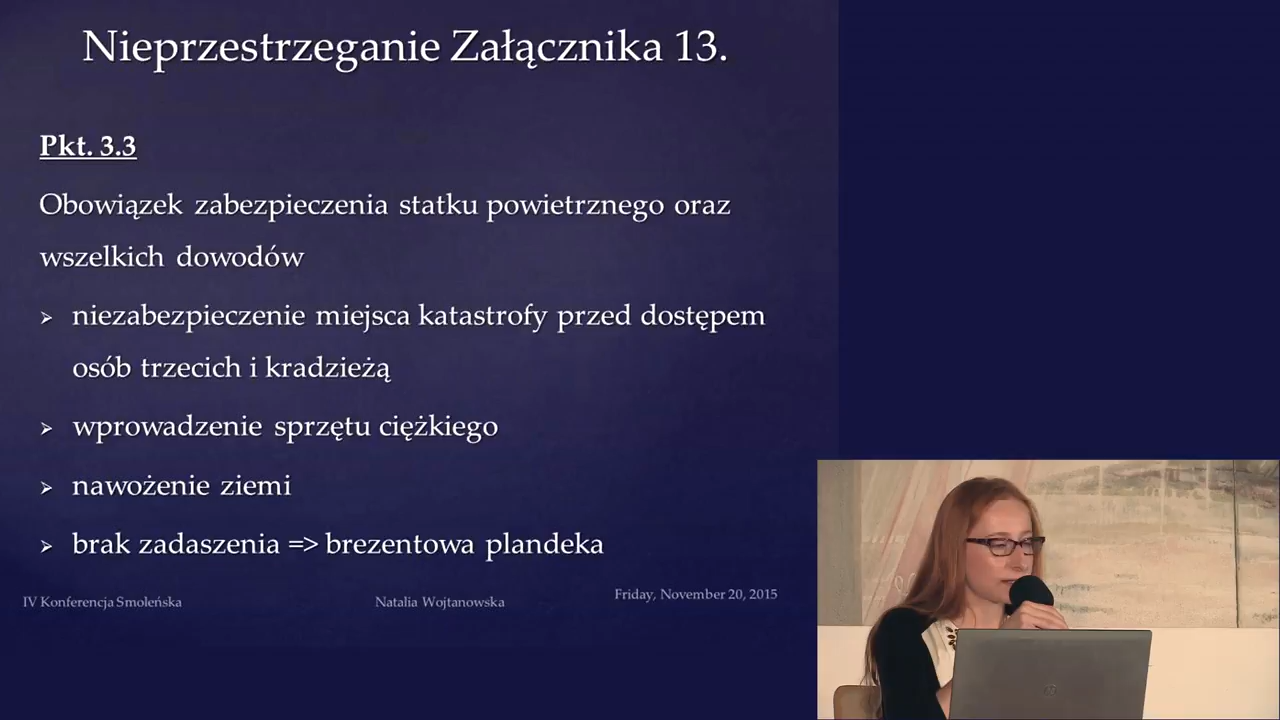 Nieprzestrzeganie Załącznika 13.
Pkt. 3.3
Obowiązek zabezpieczenia statku powietrznego oraz
wszelkich dowodów
➢ niezabezpieczenie miejsca katastrofy przed dostępem
osób trzecich i kradzieżą
➢ wprowadzenie sprzętu ciężkiego
➢ nawożenie ziemi
➢ brak zadaszenia => brezentowa plandeka
IV Konferencja Smoleńska
Natalia Wojtanowska
Friday, November 20, 2015